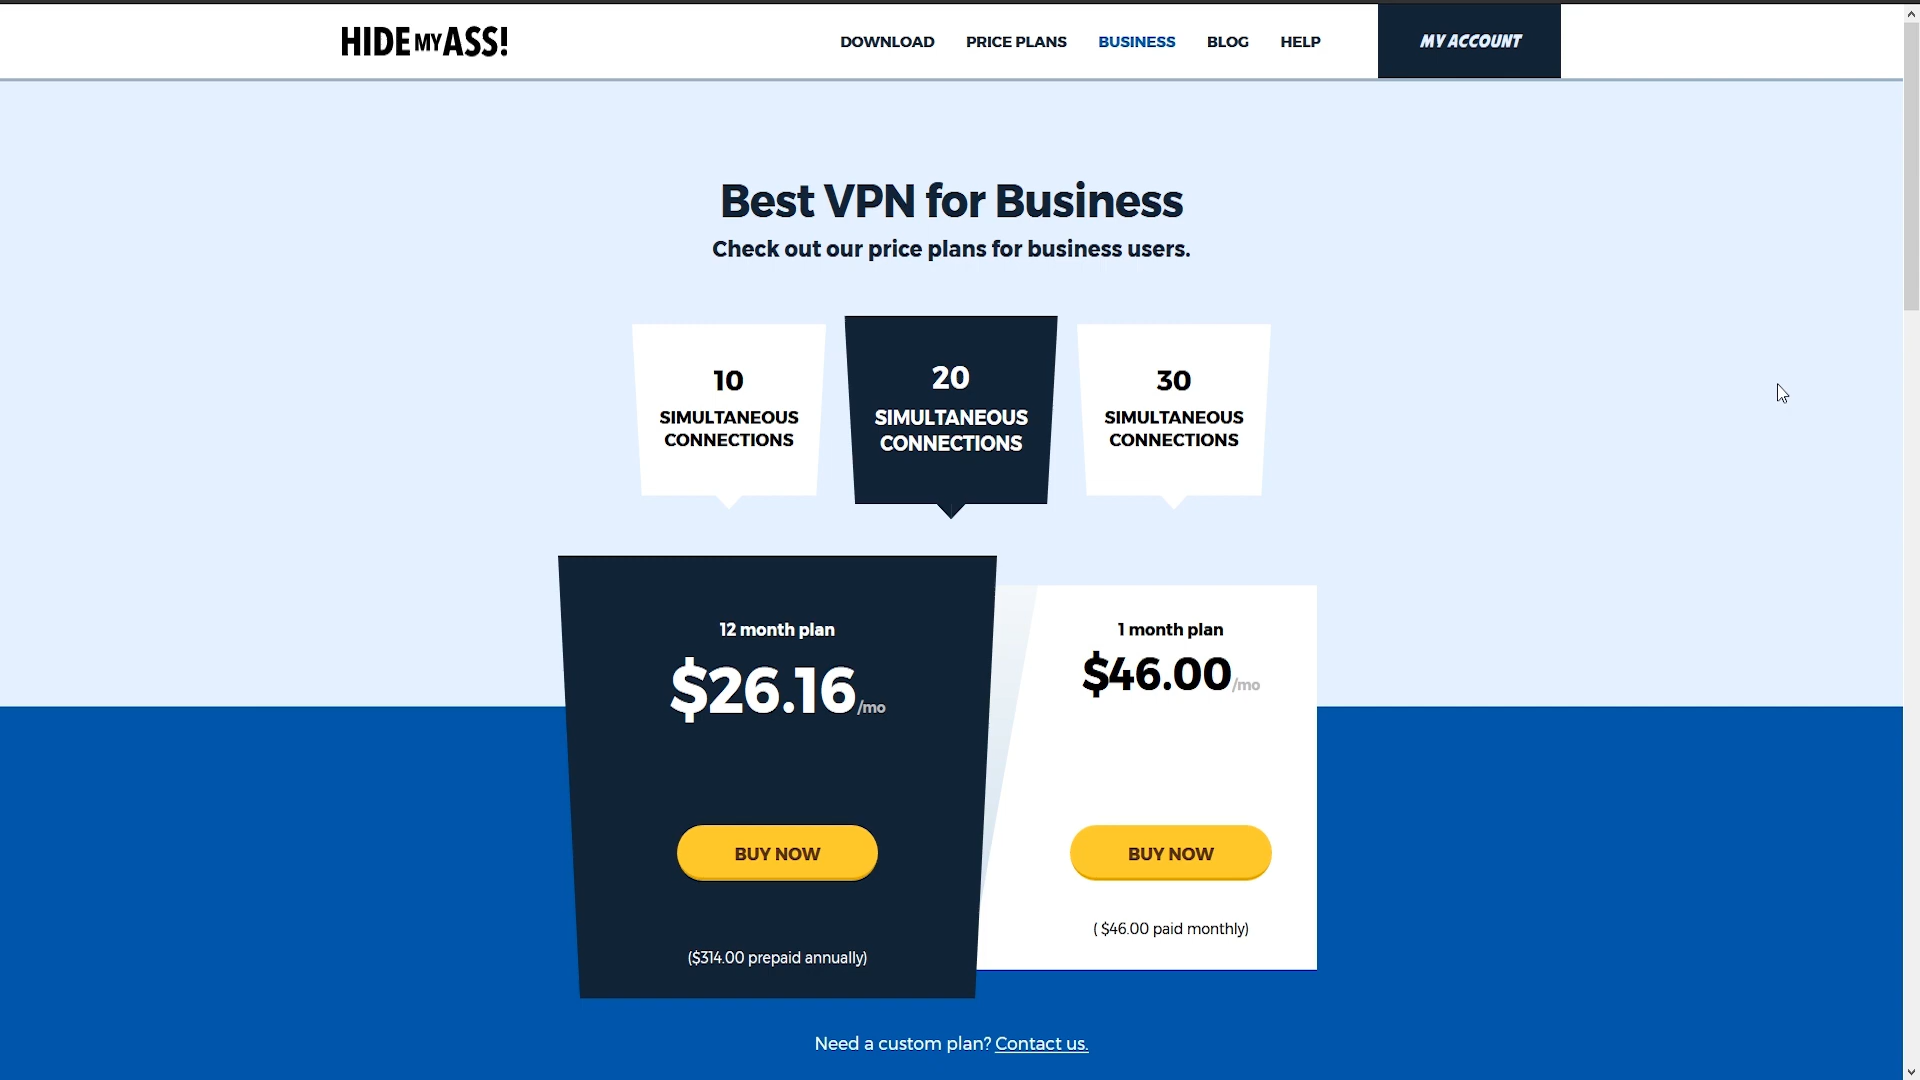 HIDE MY ASS!
DOWNLOAD
PRICE PLANS
BUSINESS
BLOG
HELP
MY ACCOUNT
Best VPN for Business
Check out our price plans for business users.
10
SIMULTANEOUS
CONNECTIONS
20
SIMULTANEOUS
CONNECTIONS
30
SIMULTANEOUS
CONNECTIONS
12 month plan
$26.16/mo
BUY NOW
($314.00 prepaid annually)
1 month plan
$46.00/mo
BUY NOW
( $46.00 paid monthly)
Need a custom plan? Contact us.